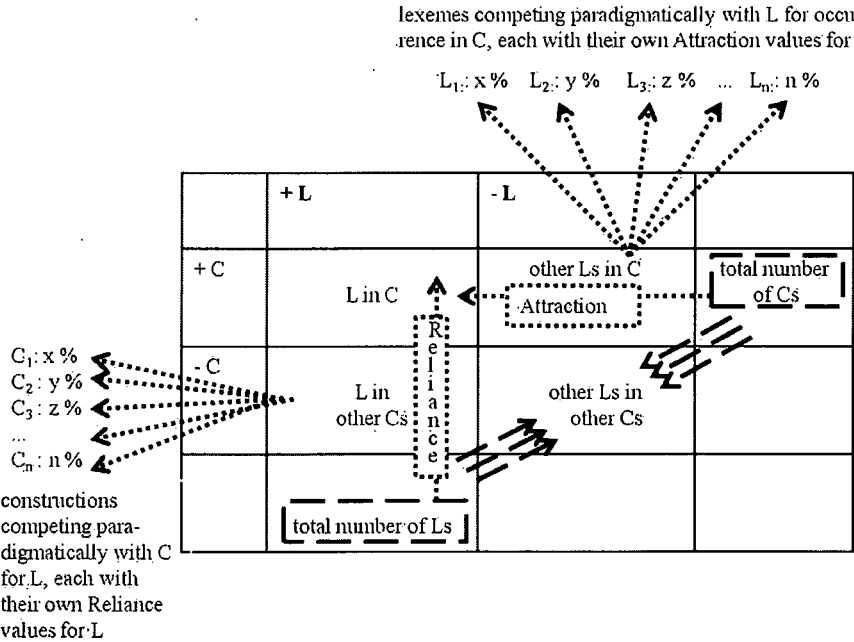 lexemes competing paradigmatically with L for occu
rence in C, each with their own Attraction values for
L1: x % L2: y % L3: z % ... Ln: n %
+ L - L
+ C
other Ls in C
total number
of Cs
L in C
Attraction
Reliance
- C
C1: x %
C2: y %
C3: z %
...
Cn: n %
L in
other Cs
other Ls in
other Cs
total number of Ls
constructions
competing para-
digmatically with C
for L, each with
their own Reliance
values for L